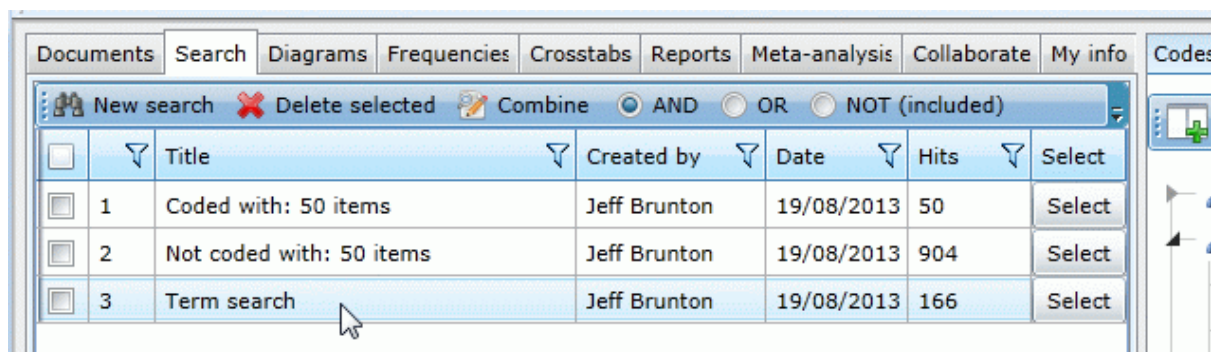 Documents Search Diagrams Frequencies Crosstabs Reports Meta-analysis Collaborate My info Codes
New search Delete selected Combine AND OR NOT (included)
Title Created by Date Hits Select
1 Coded with: 50 items Jeff Brunton 19/08/2013 50 Select
2 Not coded with: 50 items Jeff Brunton 19/08/2013 904 Select
3 Term search Jeff Brunton 19/08/2013 166 Select